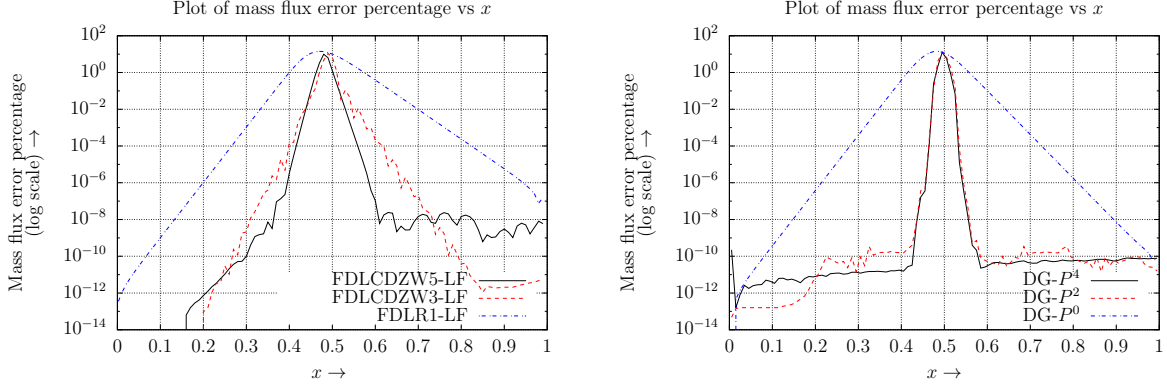 Plot of mass flux error percentage vs x
Mass flux error percentage
(log scale) →
10^2
10^0
10^-2
10^-4
10^-6
10^-8
10^-10
10^-12
10^-14
FDLCDZW5-LF
FDLCDZW3-LF
FDLR1-LF
0 0.1 0.2 0.3 0.4 0.5 0.6 0.7 0.8 0.9 1
x →
Plot of mass flux error percentage vs x
Mass flux error percentage
(log scale) →
10^2
10^0
10^-2
10^-4
10^-6
10^-8
10^-10
10^-12
10^-14
DG-P^4
DG-P^2
DG-P^0
0 0.1 0.2 0.3 0.4 0.5 0.6 0.7 0.8 0.9 1
x →